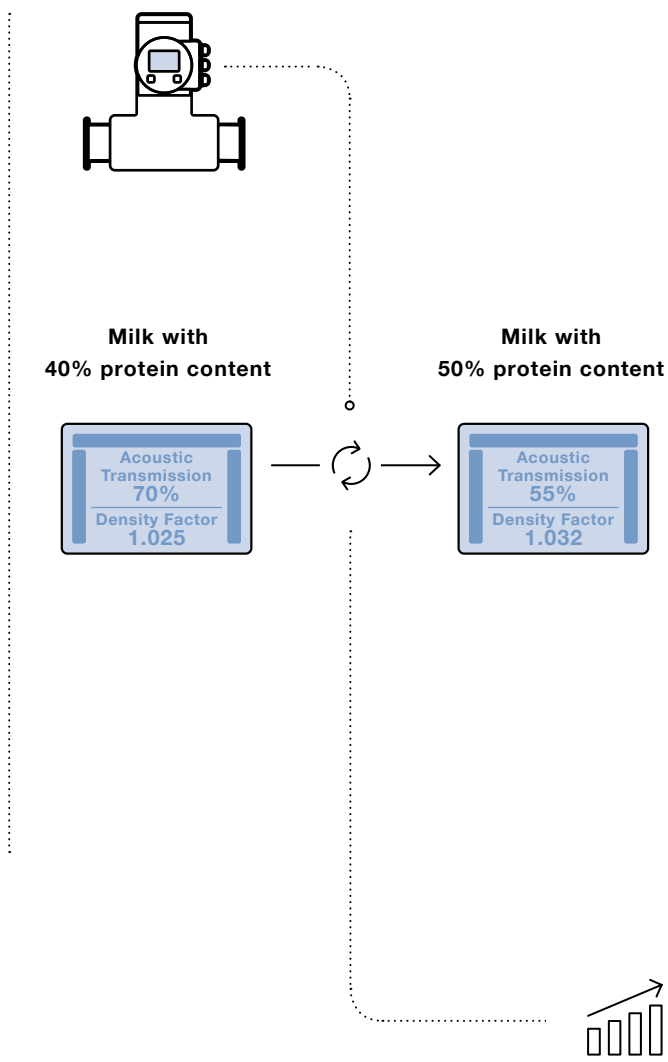 Milk with
40% protein content
Acoustic
Transmission
70%
Density Factor
1.025
Milk with
50% protein content
Acoustic
Transmission
55%
Density Factor
1.032